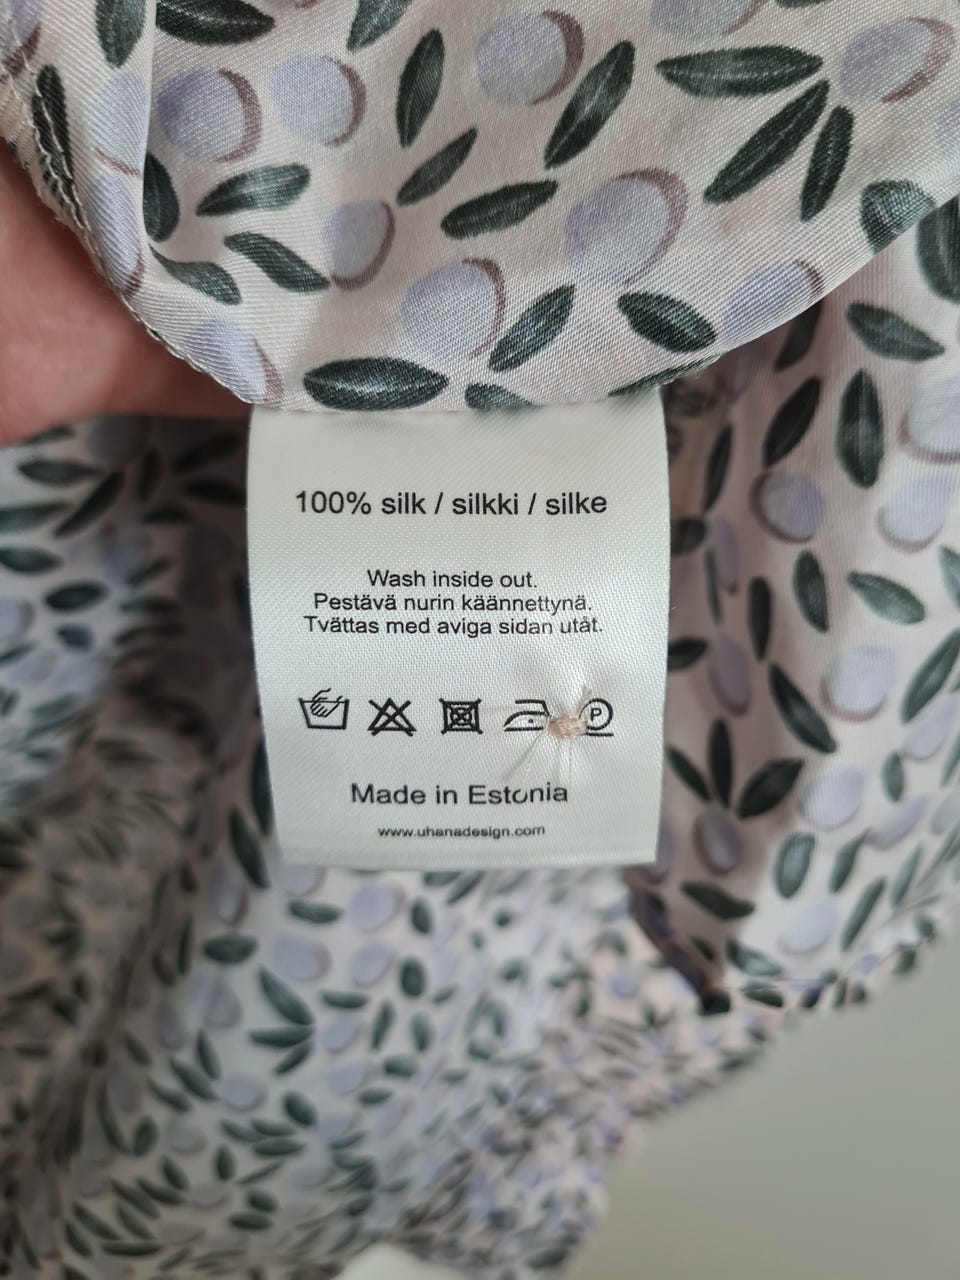 100% silk / silkki / silke
Wash inside out.
Pestävä nurin käännettynä.
Tvättas med aviga sidan utåt.
P
Made in Estonia
www.uhanadesign.com